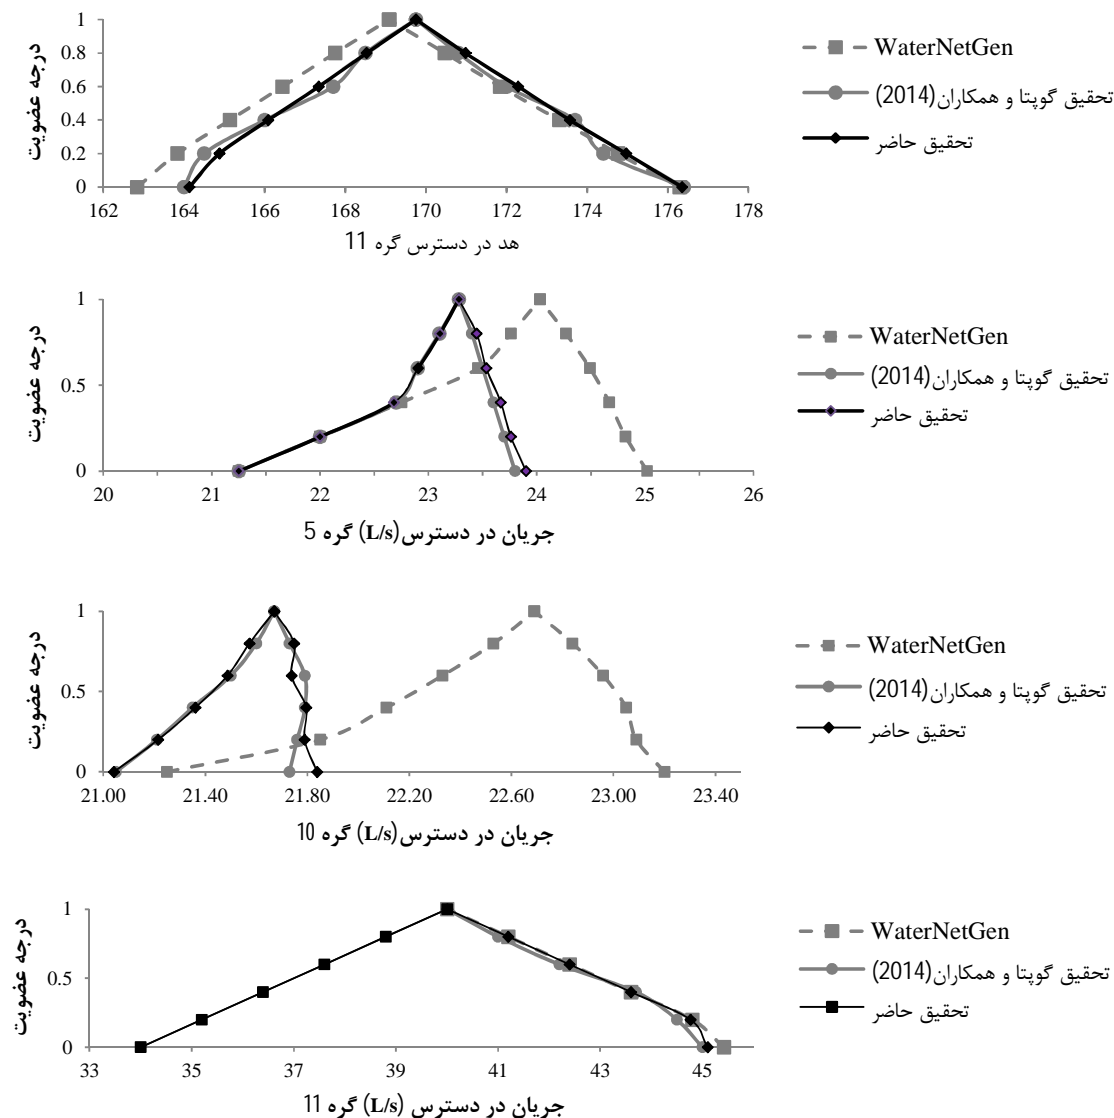 درجه عضویت
1
0.8
0.6
0.4
0.2
0
162 164 166 168 170 172 174 176 178
هد در دسترس گره 11
WaterNetGen
تحقیق گوپتا و همکاران(2014)
تحقیق حاضر
درجه عضویت
1
0.5
0
20 21 22 23 24 25 26
جریان در دسترس(L/s) گره 5
WaterNetGen
تحقیق گوپتا و همکاران(2014)
تحقیق حاضر
درجه عضویت
1
0.5
0
21.00 21.40 21.80 22.20 22.60 23.00 23.40
جریان در دسترس(L/s) گره 10
WaterNetGen
تحقیق گوپتا و همکاران(2014)
تحقیق حاضر
درجه عضویت
1
0.5
0
33 35 37 39 41 43 45
جریان در دسترس (L/s) گره 11
WaterNetGen
تحقیق گوپتا و همکاران(2014)
تحقیق حاضر